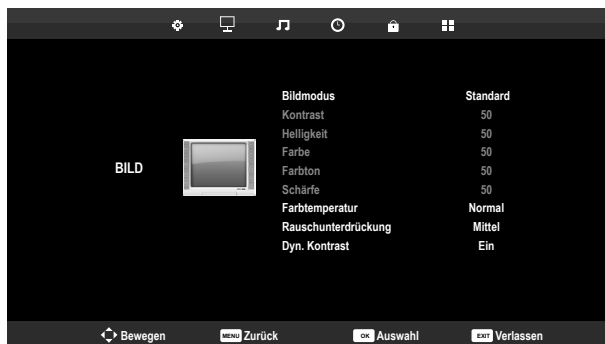 Bildmodus Standard
Kontrast 50
Helligkeit 50
Farbe 50
BILD
Farbton 50
Schärfe 50
Farbtemperatur Normal
Rauschunterdrückung Mittel
Dyn. Kontrast Ein
Bewegen MENU Zurück OK Auswahl EXIT Verlassen